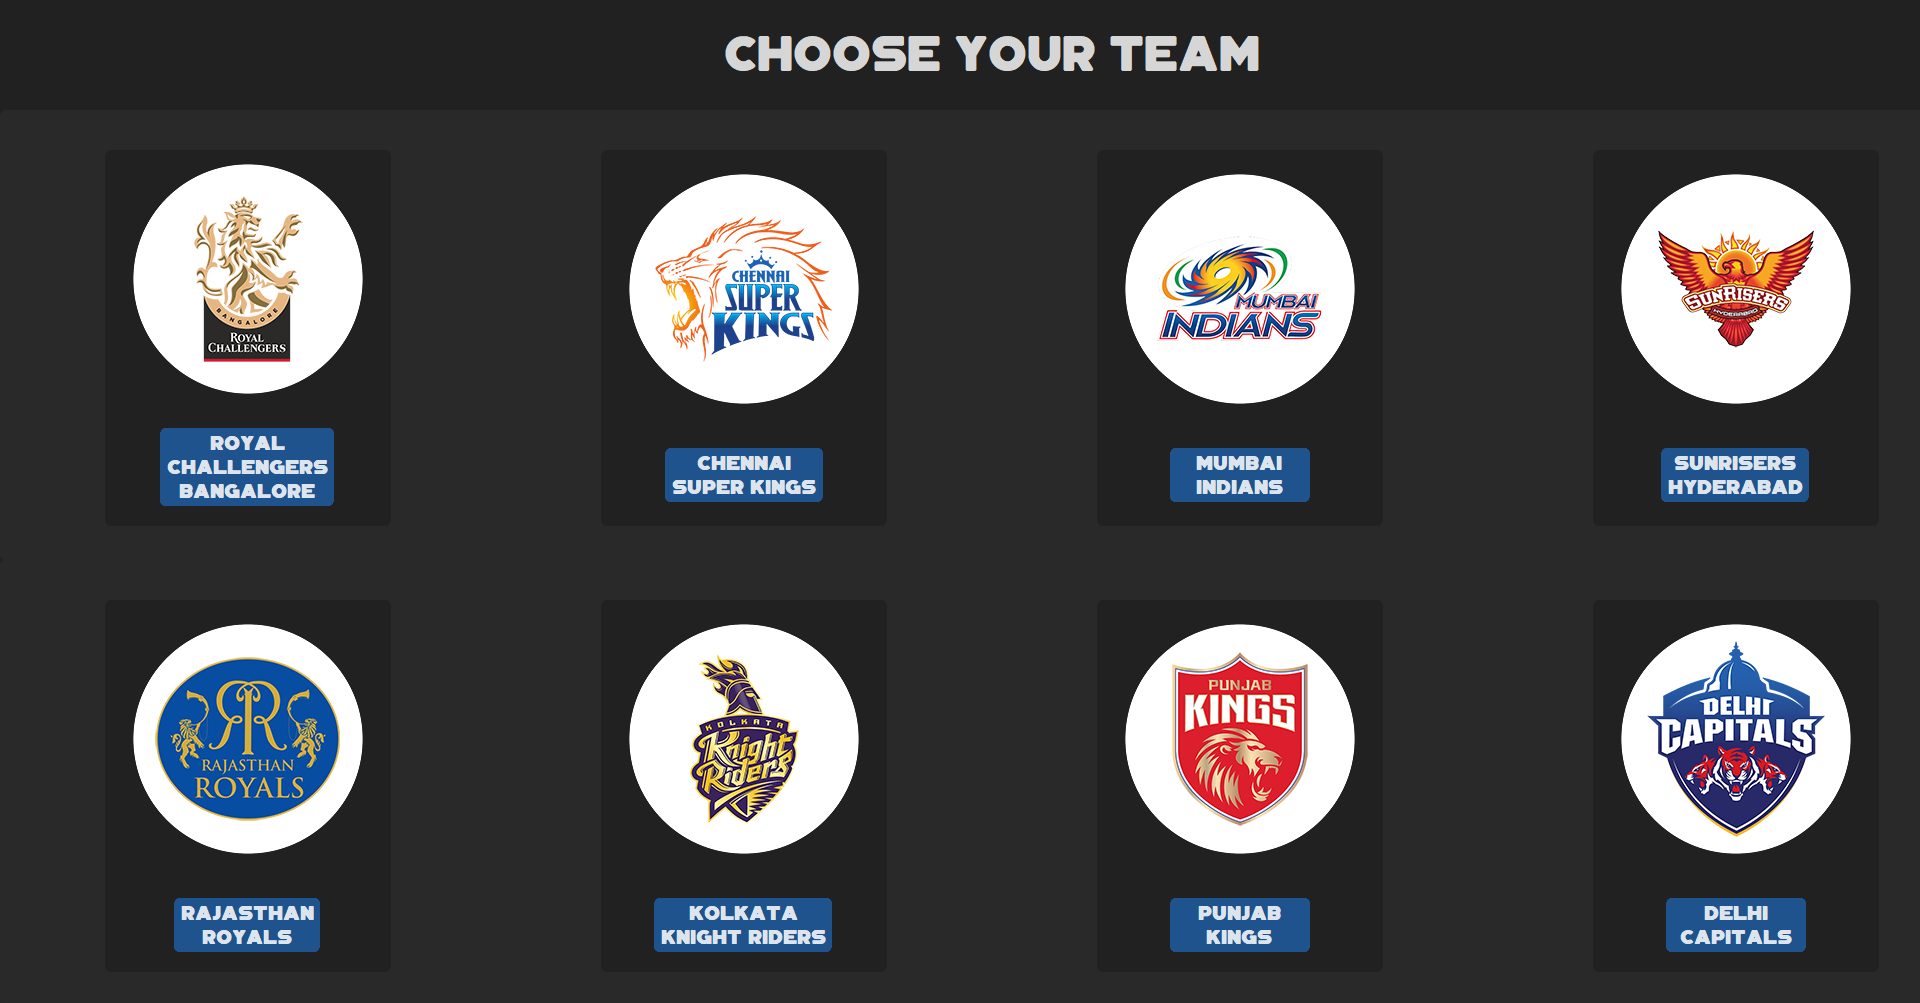 CHOOSE YOUR TEAM
BANGALORE
ROYAL
CHALLENGERS
ROYAL
CHALLENGERS
BANGALORE
CHENNAI
SUPER
KINGS
CHENNAI
SUPER KINGS
MUMBAI
INDIANS
MUMBAI
INDIANS
SUNRISERS
HYDERABAD
SUNRISERS
HYDERABAD
RR
RAJASTHAN
ROYALS
RAJASTHAN
ROYALS
KOLKATA
Knight
Riders
KOLKATA
KNIGHT RIDERS
PUNJAB
KINGS
PUNJAB
KINGS
DELHI
CAPITALS
DELHI
CAPITALS